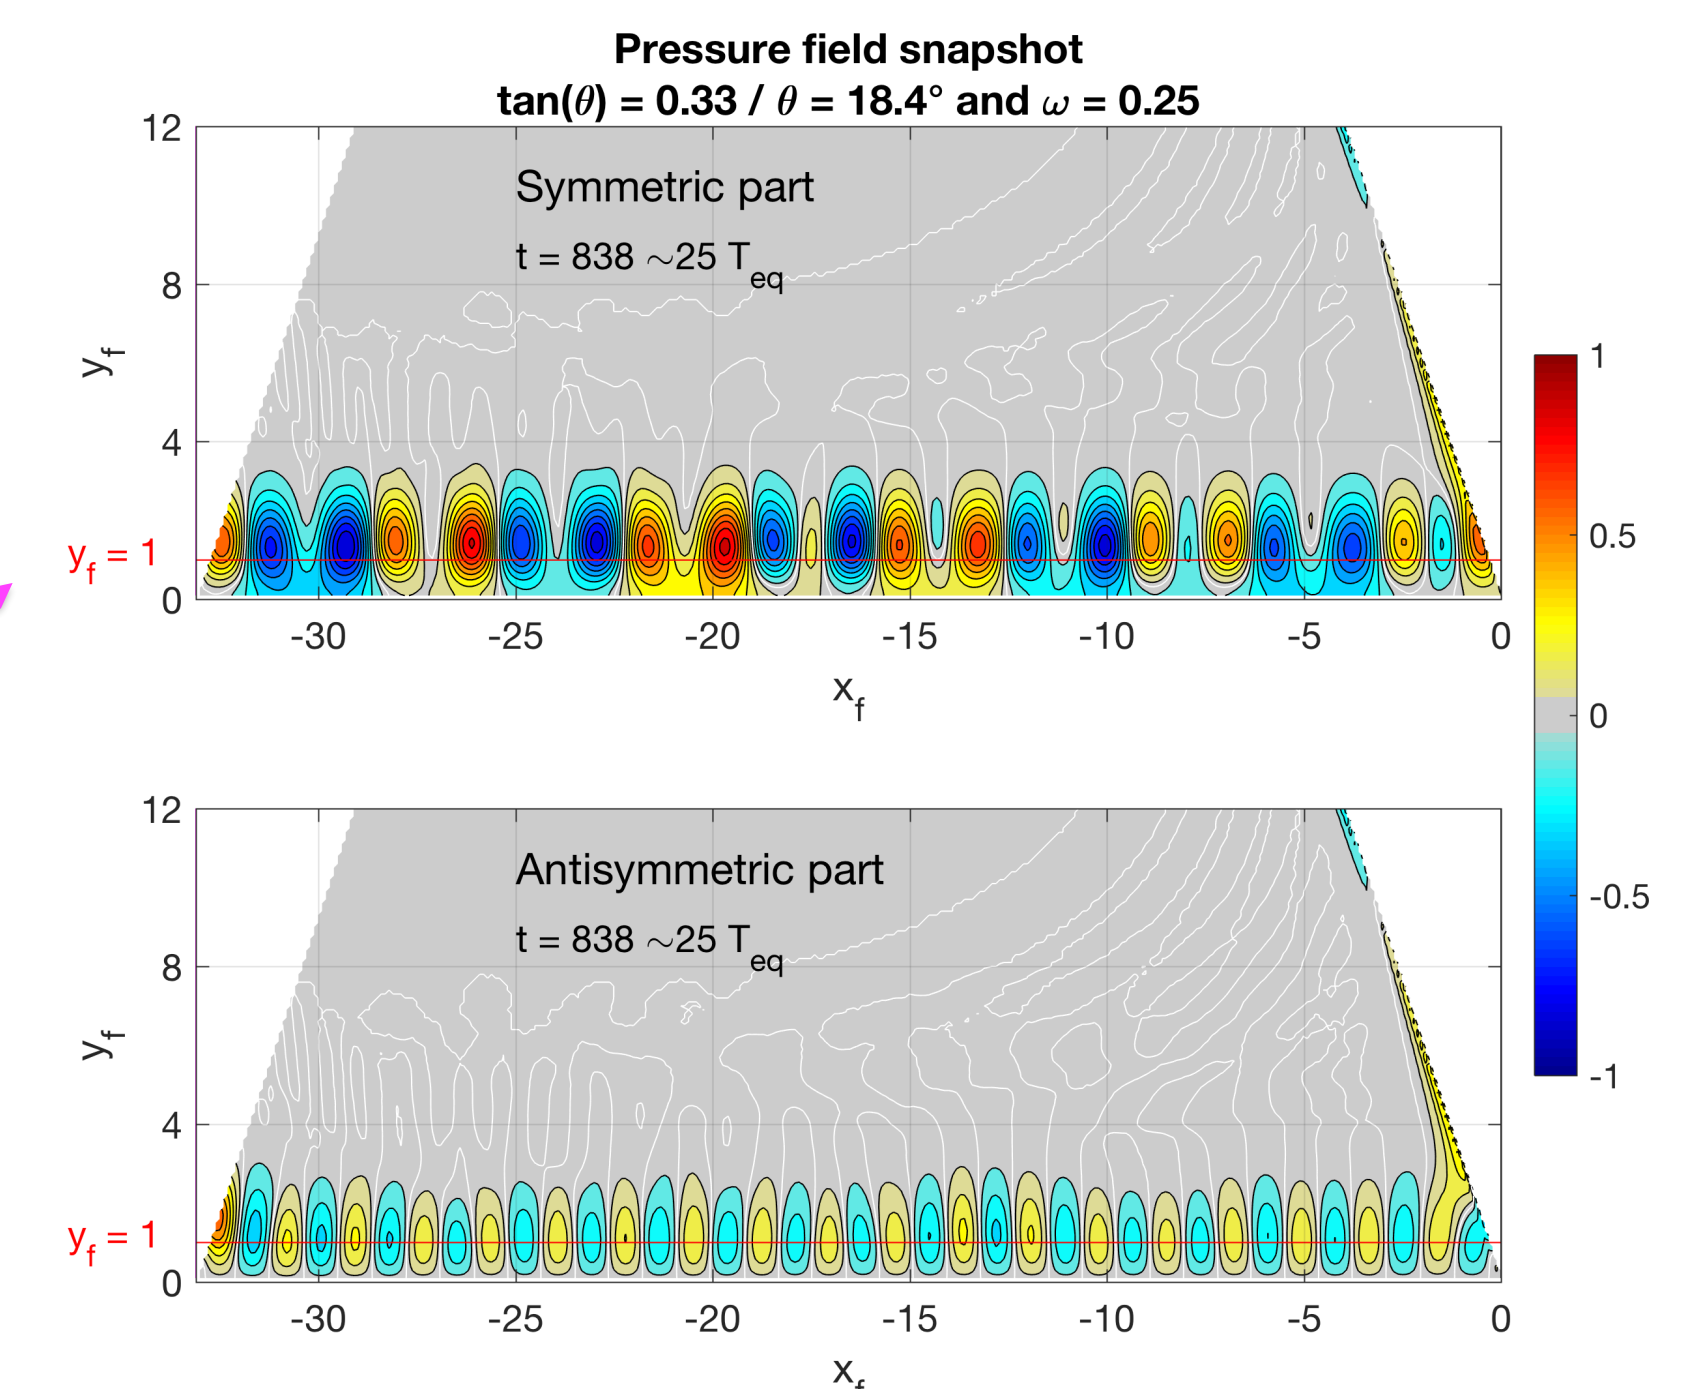 Pressure field snapshot
tan(θ) = 0.33 / θ = 18.4° and ω = 0.25
12
8
4
0
y_f
y_f = 1
Symmetric part
t = 838 ~25 T_eq
-30 -25 -20 -15 -10 -5 0
x_f
1
0.5
0
-0.5
-1
12
8
4
0
y_f
y_f = 1
Antisymmetric part
t = 838 ~25 T_eq
-30 -25 -20 -15 -10 -5 0
x_f